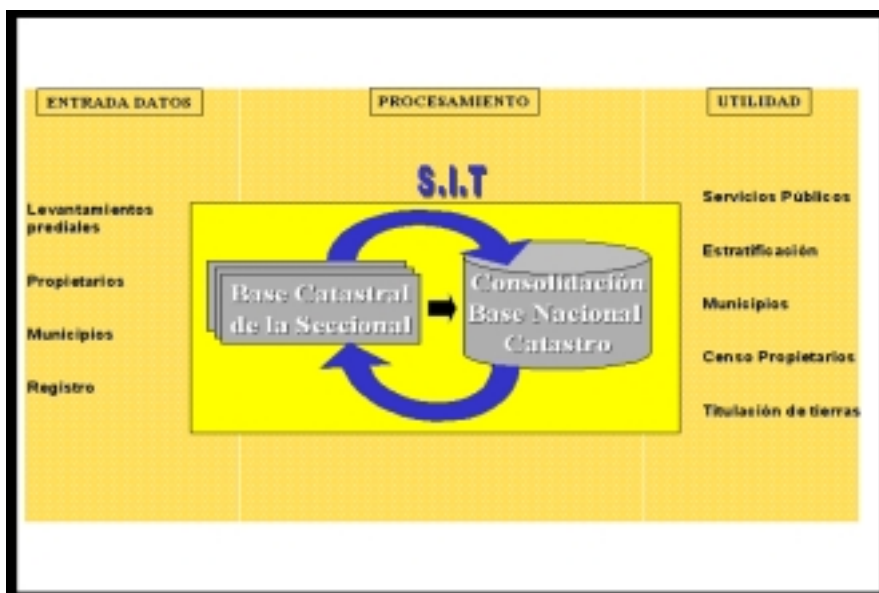 ENTRADA DATOS
PROCESAMIENTO
UTILIDAD
S.I.T
Levantamientos
prediales
Propietarios
Municipios
Registro
Base Catastral
de la Seccional
Consolidación
Base Nacional
Catastro
Servicios Públicos
Estratificación
Municipios
Censo Propietarios
Titulación de tierras